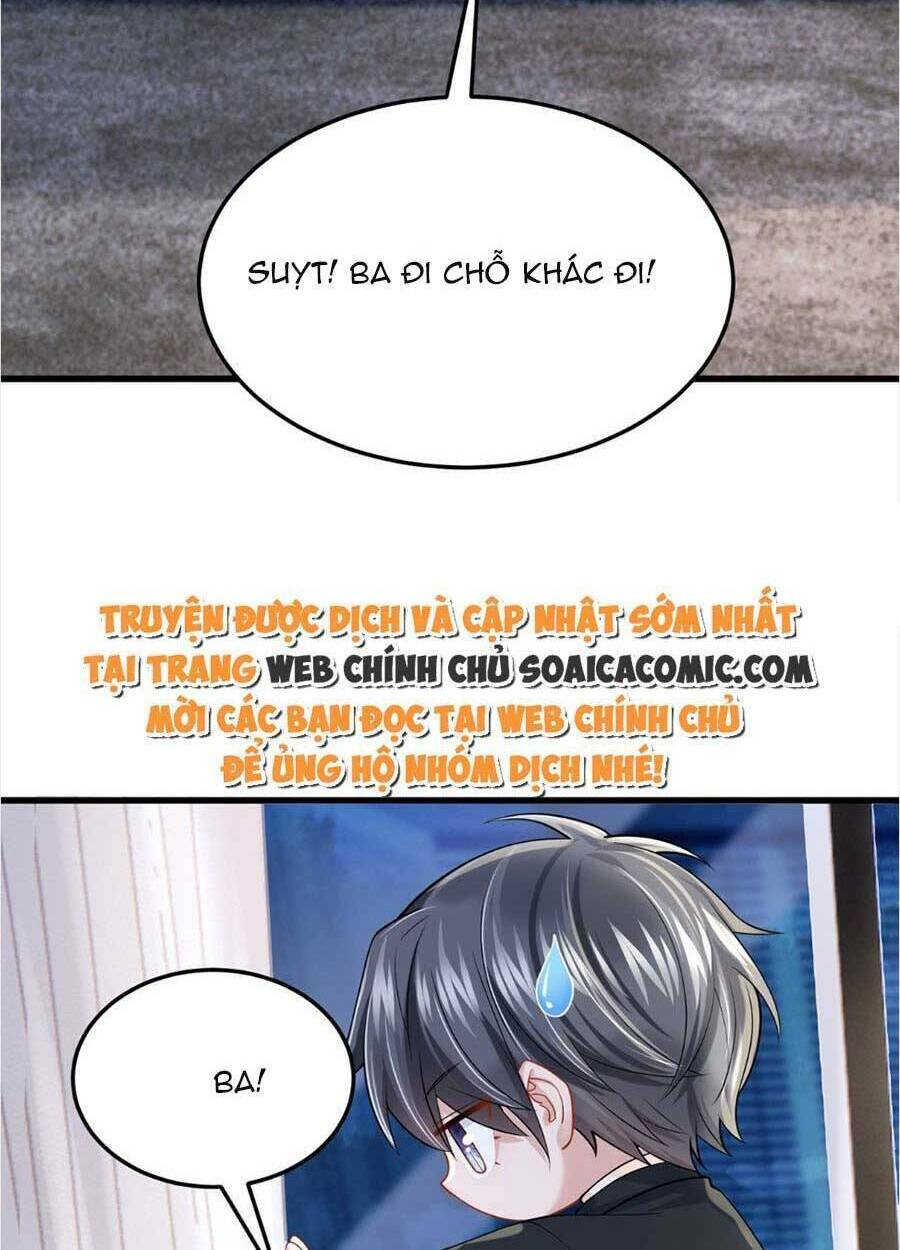 SUỴT! BA ĐI CHỖ KHÁC ĐI!
TRUYỆN ĐƯỢC DỊCH VÀ CẬP NHẬT SỚM NHẤT
TẠI TRANG WEB CHÍNH CHỦ SOAICACOMIC.COM
MỜI CÁC BẠN ĐỌC TẠI WEB CHÍNH CHỦ
ĐỂ ỦNG HỘ NHÓM DỊCH NHÉ!
BA!